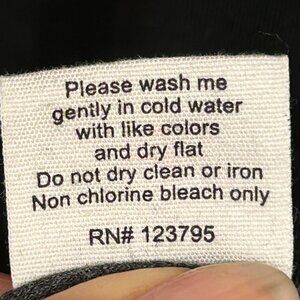 Please wash me
gently in cold water
with like colors
and dry flat
Do not dry clean or iron
Non chlorine bleach only
RN# 123795